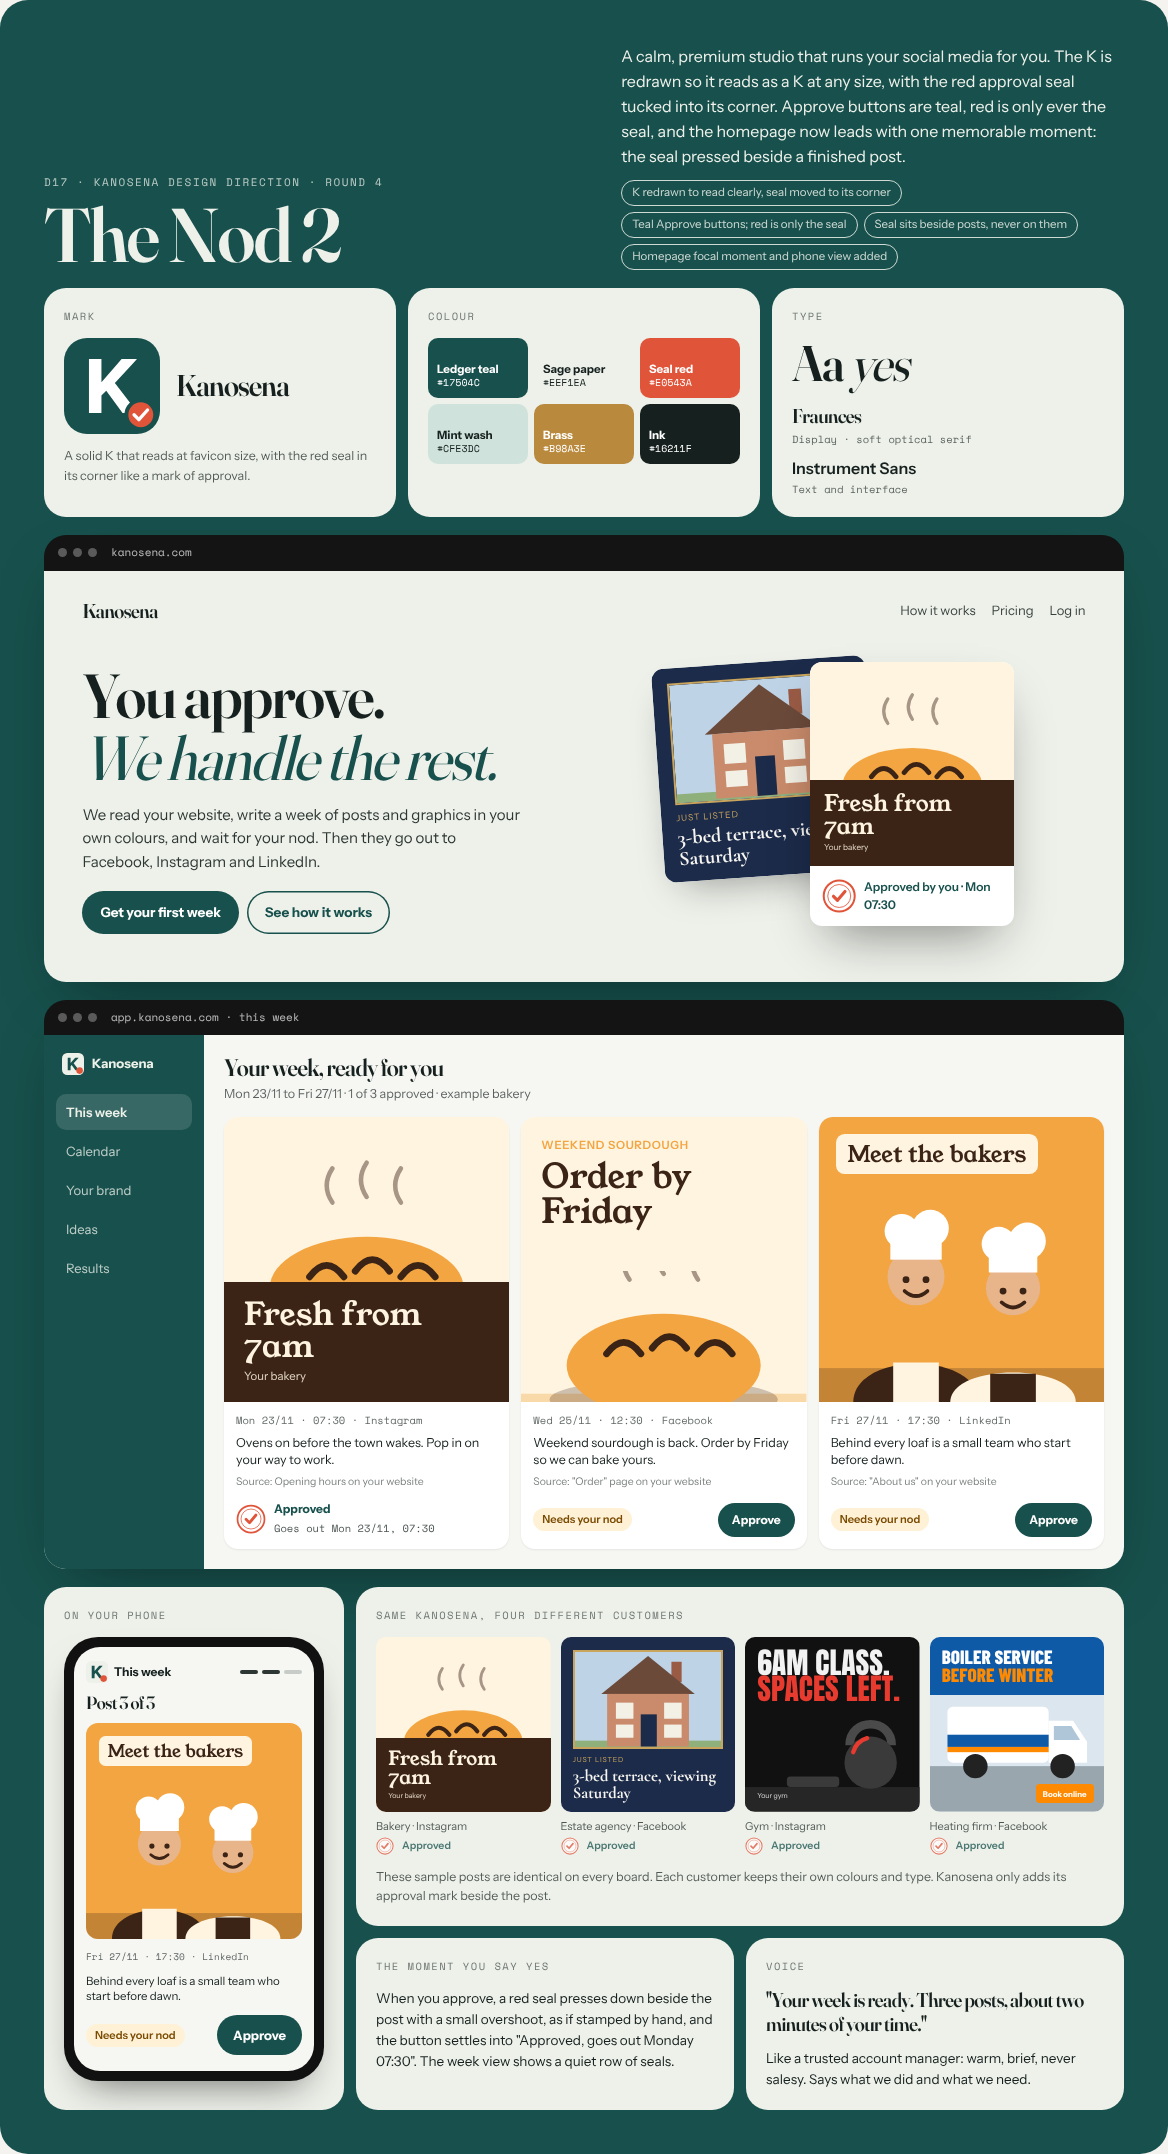 A calm, premium studio that runs your social media for you. The K is
redrawn so it reads as a K at any size, with the red approval seal
tucked into its corner. Approve buttons are teal, red is only ever the
seal, and the homepage now leads with one memorable moment:
the seal pressed beside a finished post.
D17 · KANOSENA DESIGN DIRECTION · ROUND 4
The Nod 2
K redrawn to read clearly, seal moved to its corner
Teal Approve buttons; red is only the seal
Seal sits beside posts, never on them
Homepage focal moment and phone view added
MARK
K
Kanosena
A solid K that reads at favicon size, with the red seal in
its corner like a mark of approval.
COLOUR
Ledger teal
#17504C
Sage paper
#EEF1EA
Seal red
#E0543A
Mint wash
#CFE3DC
Brass
#B98A3E
Ink
#16211F
TYPE
Aa yes
Fraunces
Display · soft optical serif
Instrument Sans
Text and interface
kanosena.com
Kanosena
How it works
Pricing
Log in
You approve.
We handle the rest.
We read your website, write a week of posts and graphics in your
own colours, and wait for your nod. Then they go out to
Facebook, Instagram and LinkedIn.
Get your first week
See how it works
JUST LISTED
3-bed terrace, vie
Saturday
Fresh from
7am
Your bakery
Approved by you · Mon
07:30
app.kanosena.com · this week
K
Kanosena
This week
Calendar
Your brand
Ideas
Results
Your week, ready for you
Mon 23/11 to Fri 27/11 · 1 of 3 approved · example bakery
Fresh from
7am
Your bakery
Mon 23/11 · 07:30 · Instagram
Ovens on before the town wakes. Pop in on
your way to work.
Source: Opening hours on your website
Approved
Goes out Mon 23/11, 07:30
WEEKEND SOURDOUGH
Order by
Friday
Wed 25/11 · 12:30 · Facebook
Weekend sourdough is back. Order by Friday
so we can bake yours.
Source: "Order" page on your website
Needs your nod
Approve
Meet the bakers
Fri 27/11 · 17:30 · LinkedIn
Behind every loaf is a small team who start
before dawn.
Source: "About us" on your website
Needs your nod
Approve
ON YOUR PHONE
K
This week
Post 3 of 3
Meet the bakers
Fri 27/11 · 17:30 · LinkedIn
Behind every loaf is a small team who
start before dawn.
Needs your nod
Approve
SAME KANOSENA, FOUR DIFFERENT CUSTOMERS
Fresh from
7am
Your bakery
Bakery · Instagram
Approved
JUST LISTED
3-bed terrace, viewing
Saturday
Estate agency · Facebook
Approved
6AM CLASS.
SPACES LEFT.
Your gym
Gym · Instagram
Approved
BOILER SERVICE
BEFORE WINTER
Book online
Heating firm · Facebook
Approved
These sample posts are identical on every board. Each customer keeps their own colours and type. Kanosena only adds its
approval mark beside the post.
THE MOMENT YOU SAY YES
When you approve, a red seal presses down beside the
post with a small overshoot, as if stamped by hand, and
the button settles into "Approved, goes out Monday
07:30". The week view shows a quiet row of seals.
VOICE
"Your week is ready. Three posts, about two
minutes of your time."
Like a trusted account manager: warm, brief, never
salesy. Says what we did and what we need.